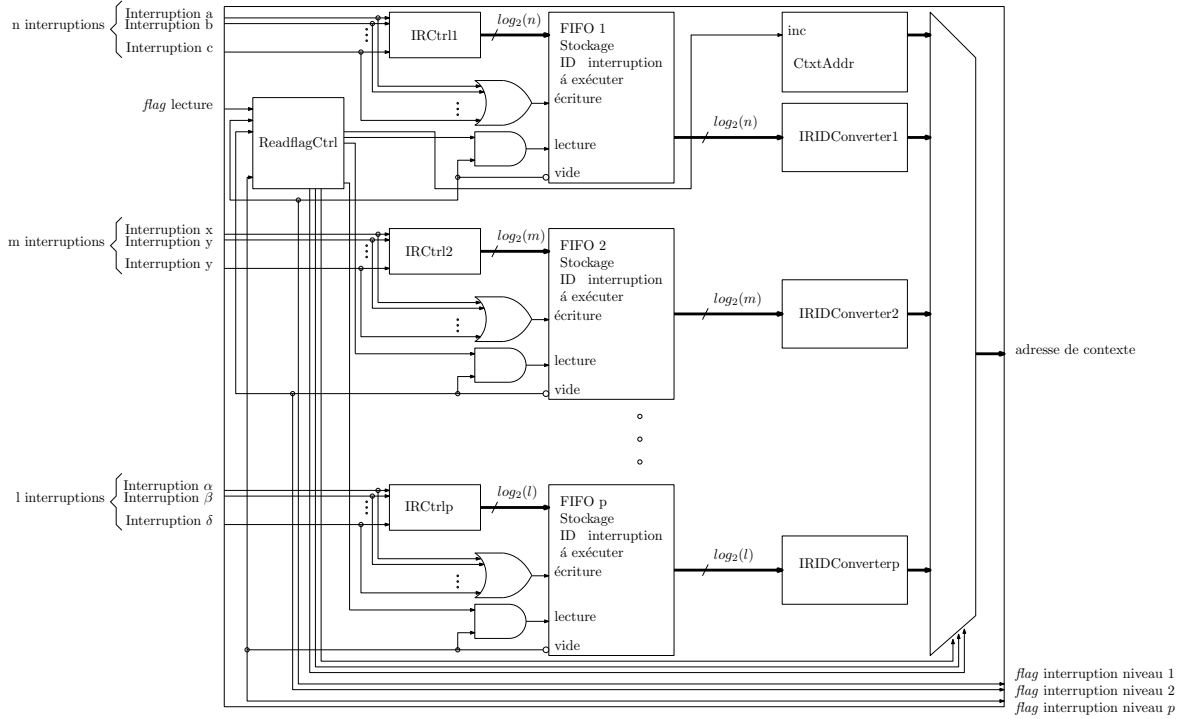 n interruptions
Interruption a
Interruption b
Interruption c
IRCtrl1
log₂(n)
FIFO 1
Stockage
ID interruption
á exécuter
écriture
lecture
vide
inc
CtxtAddr
flag lecture
ReadflagCtrl
log₂(n)
IRIDConverter1
m interruptions
Interruption x
Interruption y
Interruption y
IRCtrl2
log₂(m)
FIFO 2
Stockage
ID interruption
á exécuter
écriture
lecture
vide
log₂(m)
IRIDConverter2
adresse de contexte
l interruptions
Interruption α
Interruption β
Interruption δ
IRCtrlp
log₂(l)
FIFO p
Stockage
ID interruption
á exécuter
écriture
lecture
vide
log₂(l)
IRIDConverterp
flag interruption niveau 1
flag interruption niveau 2
flag interruption niveau p